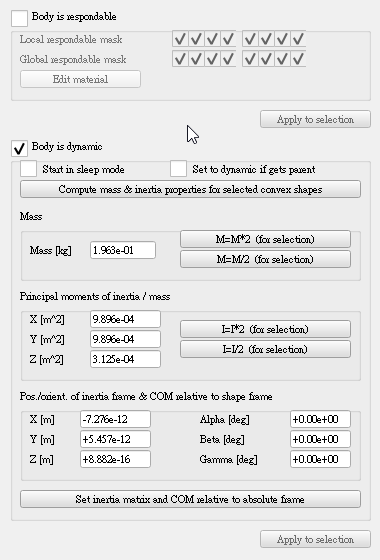 Body is respondable
Local respondable mask
Global respondable mask
Edit material
Apply to selection
Body is dynamic
Start in sleep mode Set to dynamic if gets parent
Compute mass & inertia properties for selected convex shapes
Mass
Mass [kg] 1.963e-01 M=M*2 (for selection)
M=M/2 (for selection)
Principal moments of inertia / mass
X [m^2] 9.896e-04
Y [m^2] 9.896e-04 I=I*2 (for selection)
Z [m^2] 3.125e-04 I=I/2 (for selection)
Pos./orient. of inertia frame & COM relative to shape frame
X [m] -7.276e-12 Alpha [deg] +0.00e+00
Y [m] +5.457e-12 Beta [deg] +0.00e+00
Z [m] +8.882e-16 Gamma [deg] +0.00e+00
Set inertia matrix and COM relative to absolute frame
Apply to selection